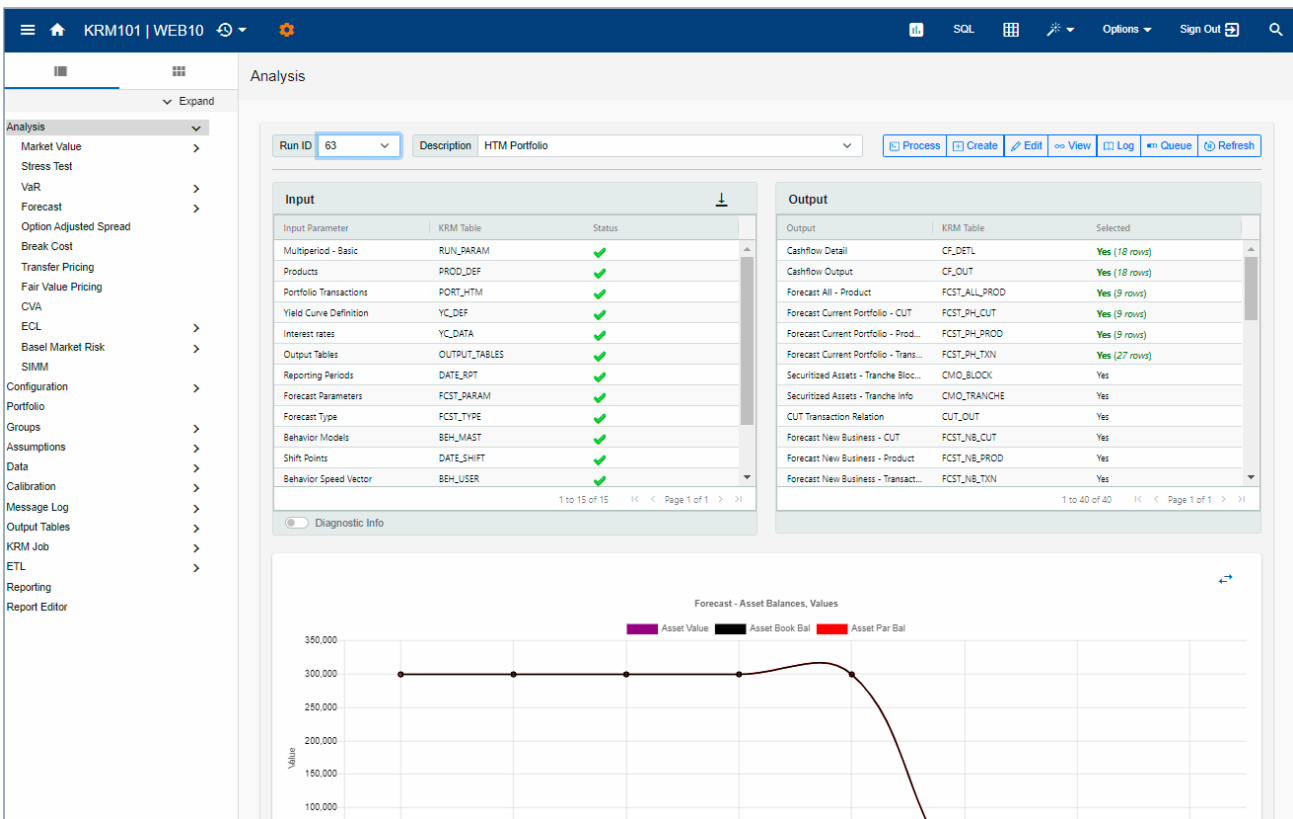 KRM101 | WEB10
SQL
Options
Sign Out
Expand
Analysis
Market Value
Stress Test
VaR
Forecast
Option Adjusted Spread
Break Cost
Transfer Pricing
Fair Value Pricing
CVA
ECL
Basel Market Risk
SIMM
Configuration
Portfolio
Groups
Assumptions
Data
Calibration
Message Log
Output Tables
KRM Job
ETL
Reporting
Report Editor
Analysis
Run ID 63 Description HTM Portfolio Process Create Edit View Log Queue Refresh
Input
Input Parameter KRM Table Status
Multiperiod - Basic RUN_PARAM
Products PROD_DEF
Portfolio Transactions PORT_HTM
Yield Curve Definition YC_DEF
Interest rates YC_DATA
Output Tables OUTPUT_TABLES
Reporting Periods DATE_RPT
Forecast Parameters FCST_PARAM
Forecast Type FCST_TYPE
Behavior Models BEH_MAST
Shift Points DATE_SHIFT
Behavior Speed Vector BEH_USER
1 to 15 of 15 Page 1 of 1
Diagnostic Info
Output
Output KRM Table Selected
Cashflow Detail CF_DETL Yes (18 rows)
Cashflow Output CF_OUT Yes (18 rows)
Forecast All - Product FCST_ALL_PROD Yes (9 rows)
Forecast Current Portfolio - CUT FCST_PH_CUT Yes (9 rows)
Forecast Current Portfolio - Prod... FCST_PH_PROD Yes (9 rows)
Forecast Current Portfolio - Trans... FCST_PH_TXN Yes (27 rows)
Securitized Assets - Tranche Bloc... CMO_BLOCK Yes
Securitized Assets - Tranche Info CMO_TRANCHE Yes
CUT Transaction Relation CUT_OUT Yes
Forecast New Business - CUT FCST_NB_CUT Yes
Forecast New Business - Product FCST_NB_PROD Yes
Forecast New Business - Transact... FCST_NB_TXN Yes
1 to 40 of 40 Page 1 of 1
Forecast - Asset Balances, Values
Asset Value Asset Book Bal Asset Par Bal
350,000
300,000
250,000
200,000
150,000
100,000
Value